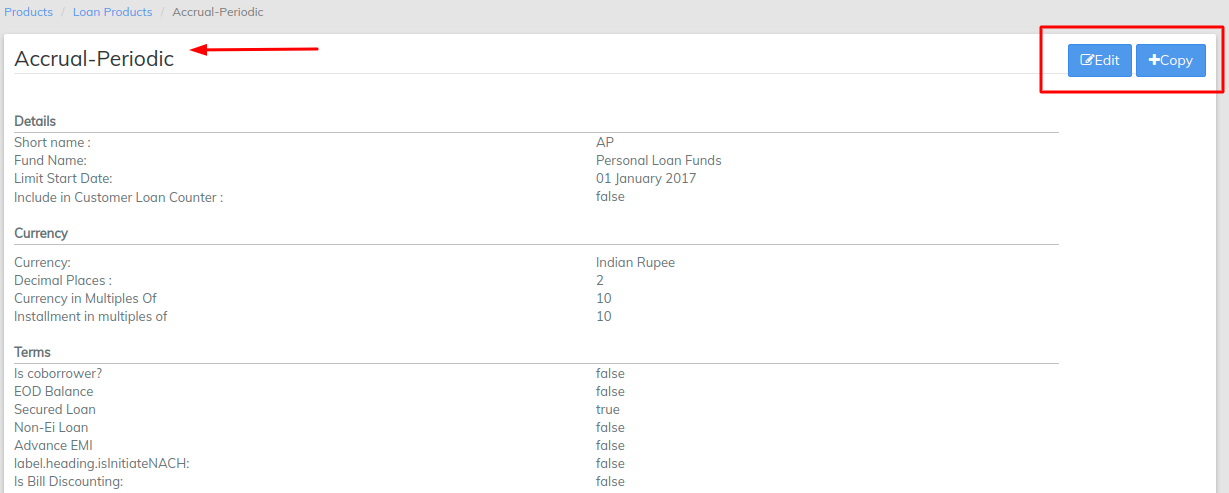 Products / Loan Products / Accrual-Periodic
Accrual-Periodic
Edit Copy
Details
Short name : AP
Fund Name: Personal Loan Funds
Limit Start Date: 01 January 2017
Include in Customer Loan Counter : false
Currency
Currency: Indian Rupee
Decimal Places : 2
Currency in Multiples Of 10
Installment in multiples of 10
Terms
Is coborrower? false
EOD Balance false
Secured Loan true
Non-Ei Loan false
Advance EMI false
label.heading.isInitiateNACH: false
Is Bill Discounting: false